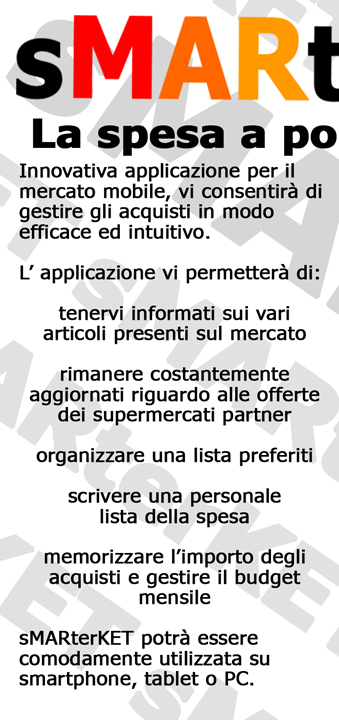 sMARt
La spesa a po
Innovativa applicazione per il
mercato mobile, vi consentirà di
gestire gli acquisti in modo
efficace ed intuitivo.
L' applicazione vi permetterà di:
tenervi informati sui vari
articoli presenti sul mercato
rimanere costantemente
aggiornati riguardo alle offerte
dei supermercati partner
organizzare una lista preferiti
scrivere una personale
lista della spesa
memorizzare l'importo degli
acquisti e gestire il budget
mensile
sMARterKET potrà essere
comodamente utilizzata su
smartphone, tablet o PC.